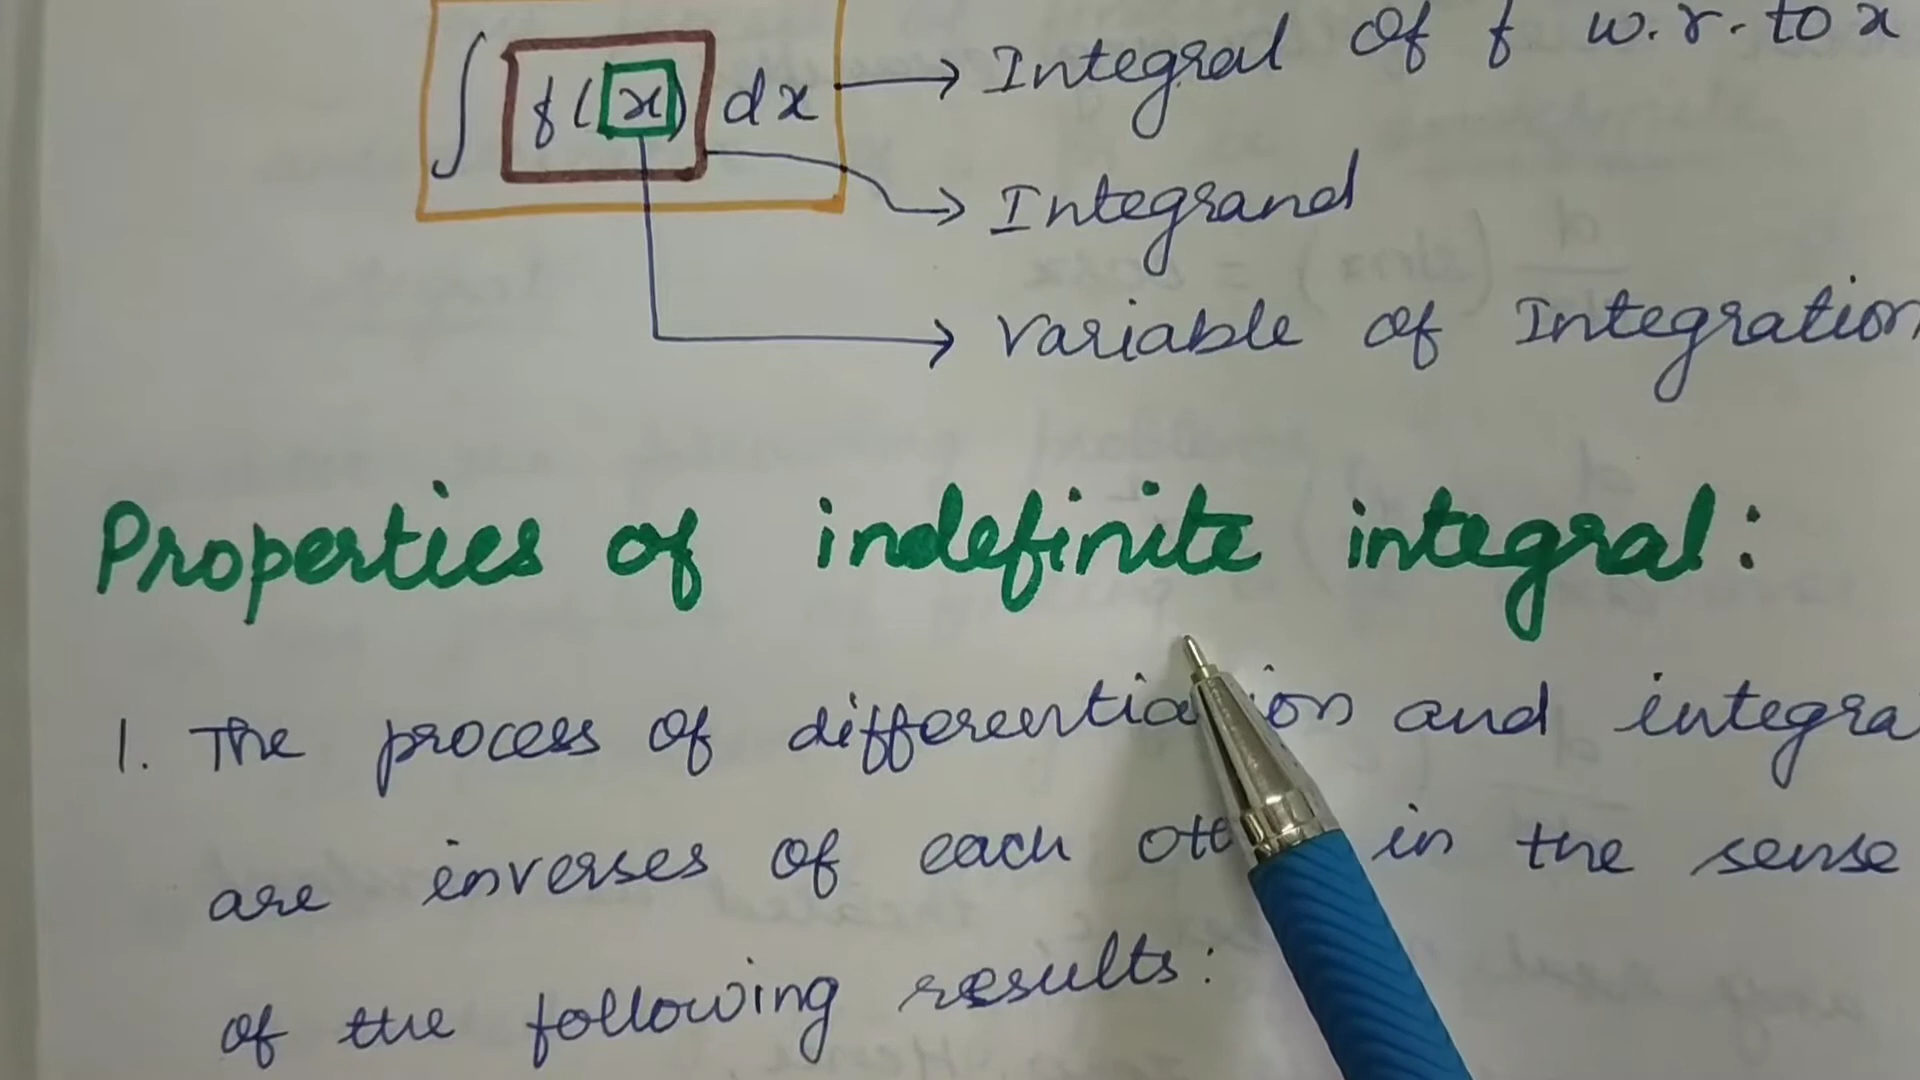 ∫ f(x) dx → Integral of f w.r. to x
→ Integrand
→ Variable of Integration
Properties of indefinite integral:
1. The process of differentiation and integra
are inverses of each in the sense
of the following results: